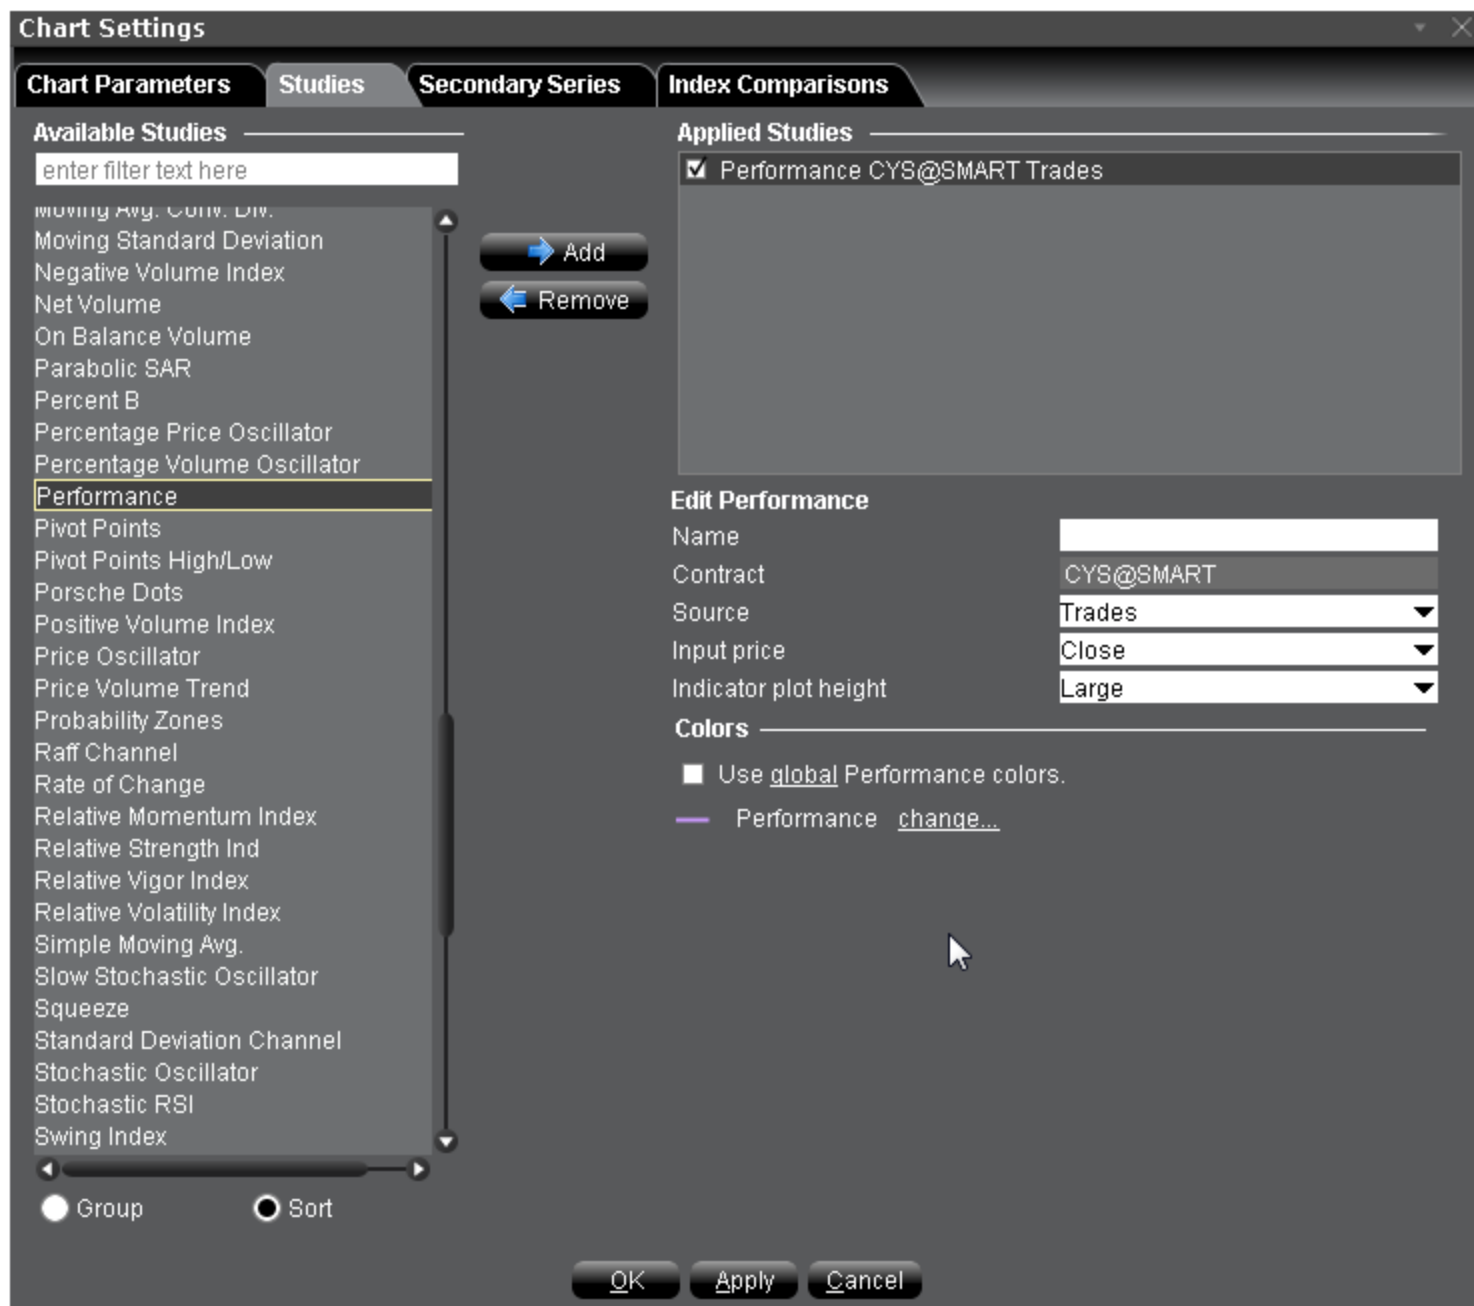 Chart Settings
Chart Parameters
Studies
Secondary Series
Index Comparisons
Available Studies
enter filter text here
Moving Avg. Conv. Div.
Moving Standard Deviation
Negative Volume Index
Net Volume
On Balance Volume
Parabolic SAR
Percent B
Percentage Price Oscillator
Percentage Volume Oscillator
Performance
Pivot Points
Pivot Points High/Low
Porsche Dots
Positive Volume Index
Price Oscillator
Price Volume Trend
Probability Zones
Raff Channel
Rate of Change
Relative Momentum Index
Relative Strength Ind
Relative Vigor Index
Relative Volatility Index
Simple Moving Avg.
Slow Stochastic Oscillator
Squeeze
Standard Deviation Channel
Stochastic Oscillator
Stochastic RSI
Swing Index
Group
Sort
Add
Remove
Applied Studies
Performance CYS@SMART Trades
Edit Performance
Name
Contract CYS@SMART
Source Trades
Input price Close
Indicator plot height Large
Colors
Use global Performance colors.
Performance change...
OK
Apply
Cancel